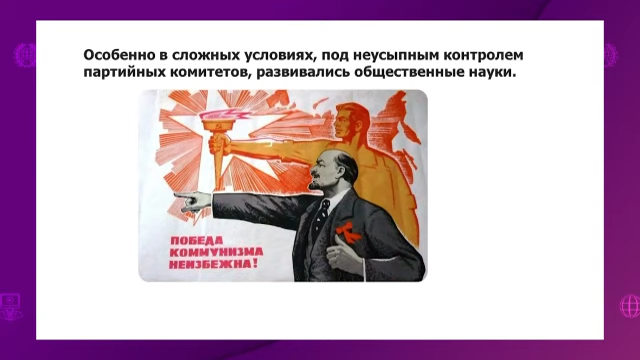 Особенно в сложных условиях, под неусыпным контролем
партийных комитетов, развивались общественные науки.
ПОБЕДА
КОММУНИЗМА
НЕИЗБЕЖНА!